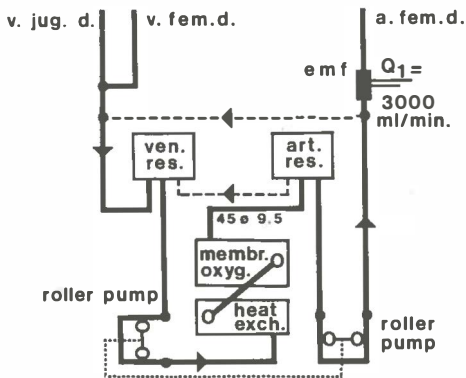 v. jug. d.
v. fem.d.
a. fem.d.
emf
Q1=
3000
ml/min.
ven.
res.
art.
res.
45 ø 9.5
membr.
oxyg.
roller pump
heat
exch.
roller
pump